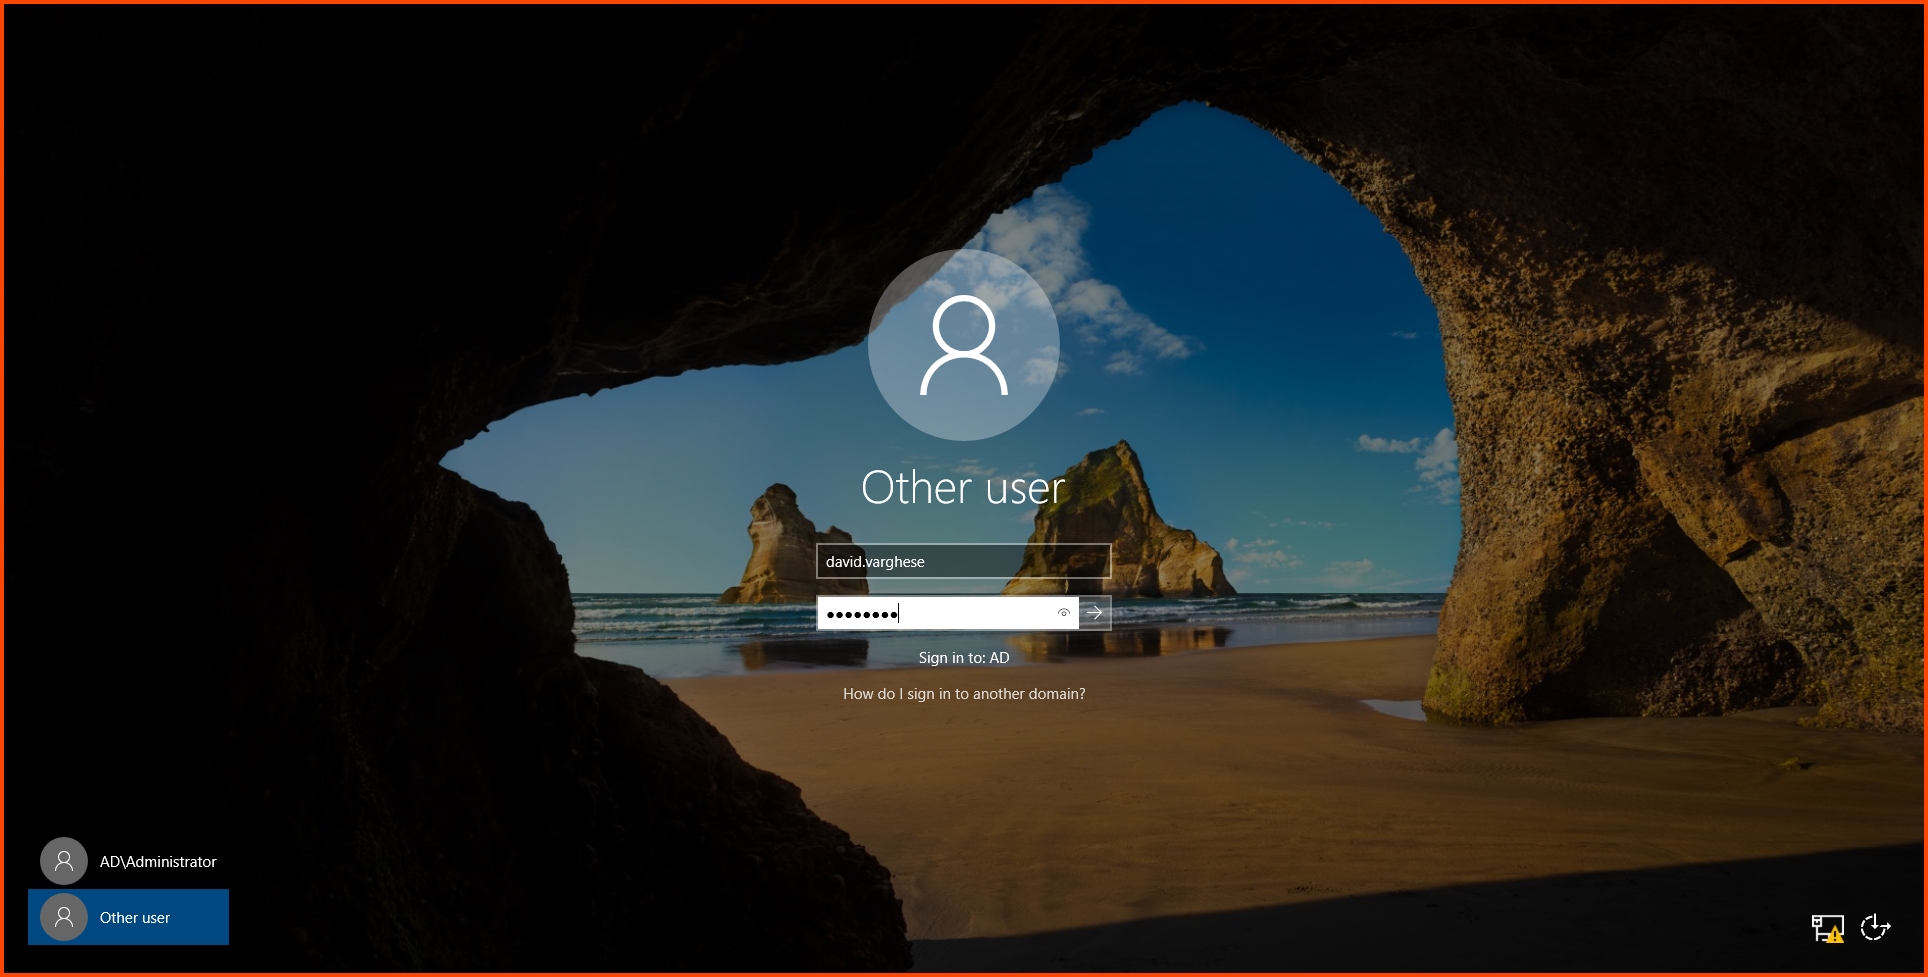 Other user
david.varghese
Sign in to: AD
How do I sign in to another domain?
AD\Administrator
Other user